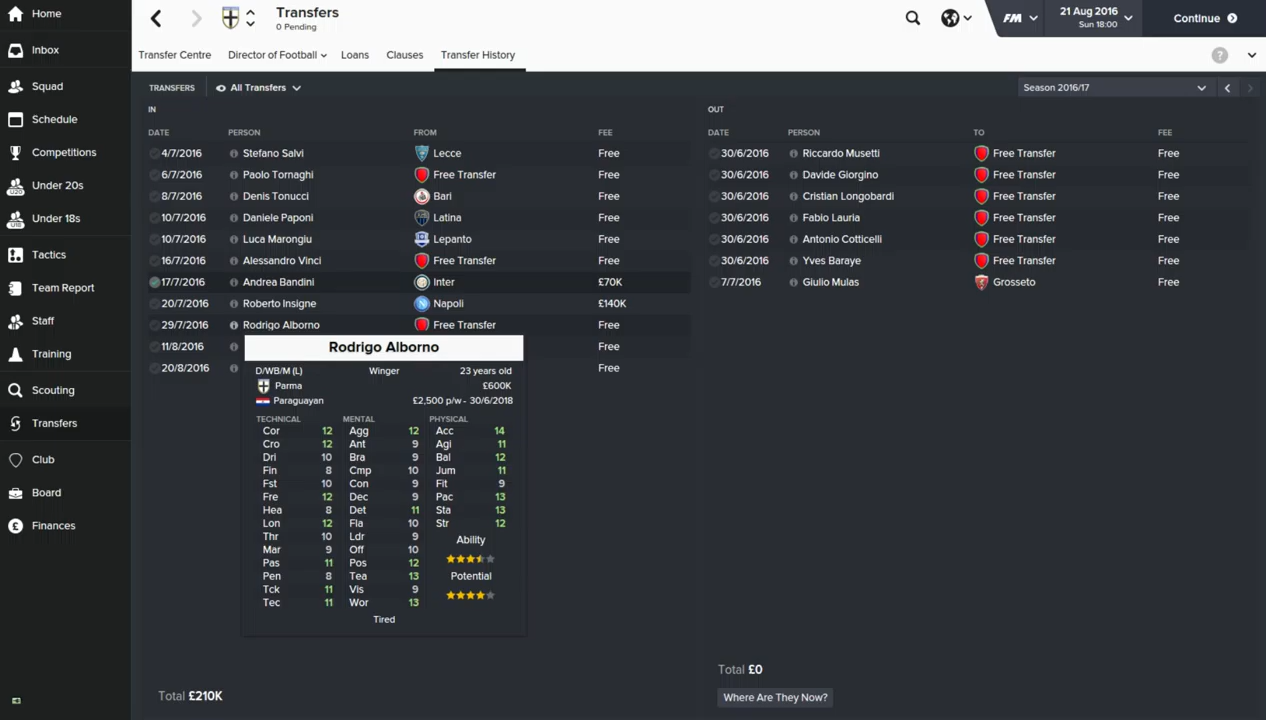 Home
Inbox
Squad
Schedule
Competitions
Under 20s
Under 18s
Tactics
Team Report
Staff
Training
Scouting
Transfers
Club
Board
Finances
Transfers
0 Pending
FM
21 Aug 2016
Sun 18:00
Continue
Transfer Centre Director of Football Loans Clauses Transfer History
?
TRANSFERS All Transfers
Season 2016/17
IN
DATE PERSON FROM FEE
4/7/2016 Stefano Salvi Lecce Free
6/7/2016 Paolo Tornaghi Free Transfer Free
8/7/2016 Denis Tonucci Bari Free
10/7/2016 Daniele Paponi Latina Free
10/7/2016 Luca Marongiu Lepanto Free
16/7/2016 Alessandro Vinci Free Transfer Free
17/7/2016 Andrea Bandini Inter £70K
20/7/2016 Roberto Insigne Napoli £140K
29/7/2016 Rodrigo Alborno Free Transfer Free
11/8/2016 Free
20/8/2016 Free
Rodrigo Alborno
D/WB/M (L) Winger 23 years old
Parma £600K
Paraguayan £2,500 p/w - 30/6/2018
TECHNICAL MENTAL PHYSICAL
Cor 12 Agg 12 Acc 14
Cro 12 Ant 9 Agi 11
Dri 10 Bra 9 Bal 12
Fin 8 Cmp 10 Jum 11
Fst 10 Con 9 Fit 9
Fre 12 Dec 9 Pac 13
Hea 8 Det 11 Sta 13
Lon 12 Fla 10 Str 12
Thr 10 Ldr 9
Ability
Mar 9 Off 10
Pas 11 Pos 12
Pen 8 Tea 13 Potential
Tck 11 Vis 9
Tec 11 Wor 13
Tired
Total £210K
OUT
DATE PERSON TO FEE
30/6/2016 Riccardo Musetti Free Transfer Free
30/6/2016 Davide Giorgino Free Transfer Free
30/6/2016 Cristian Longobardi Free Transfer Free
30/6/2016 Fabio Lauria Free Transfer Free
30/6/2016 Antonio Cotticelli Free Transfer Free
30/6/2016 Yves Baraye Free Transfer Free
7/7/2016 Giulio Mulas Grosseto Free
Total £0
Where Are They Now?